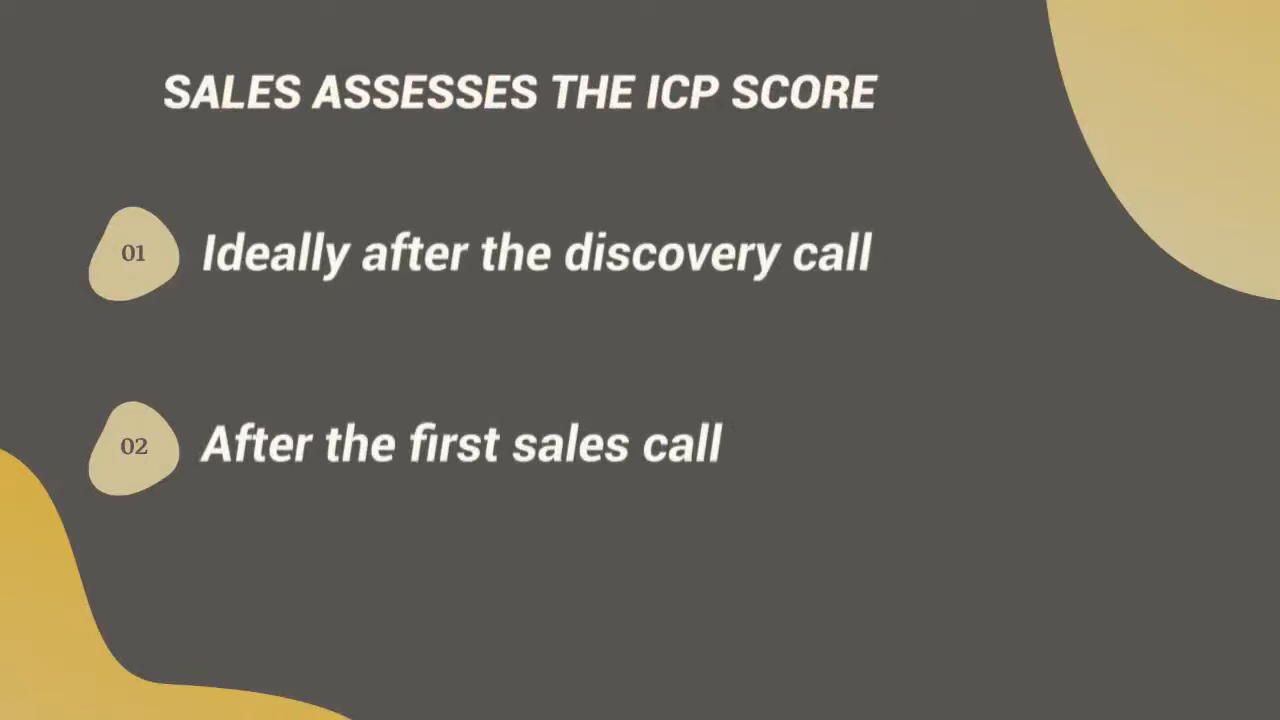 SALES ASSESSES THE ICP SCORE
01 Ideally after the discovery call
02 After the first sales call